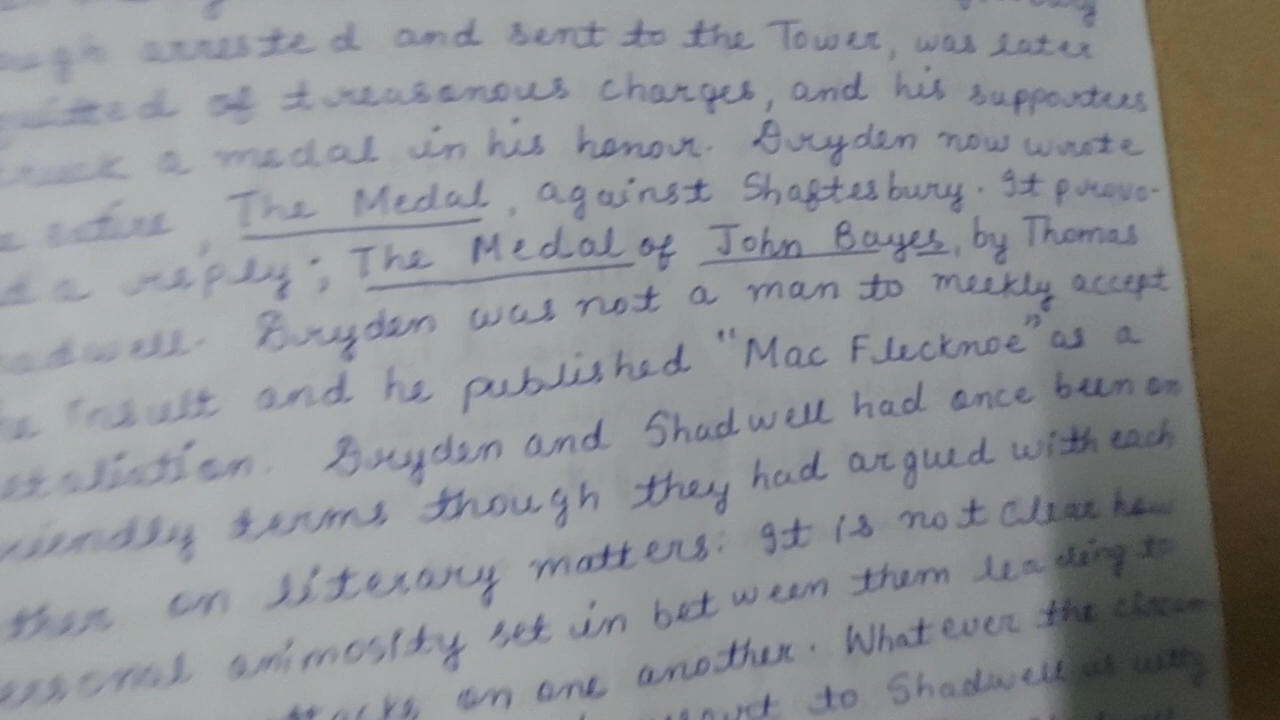 arrested and sent to the Tower, was later
of treasonous charges, and his supporters
a medal in his honour. Dryden now wrote
satire, The Medal, against Shaftesbury. It provo-
a reply; The Medal of John Bayes, by Thomas
Dryden was not a man to meekly accept
insult and he published "Mac Flecknoe" as a
Dryden and Shadwell had once been on
terms though they had argued with each
on literary matters. It is not clear how
animosity set in between them leading to
on one another. Whatever the circum
to Shadwell is witty